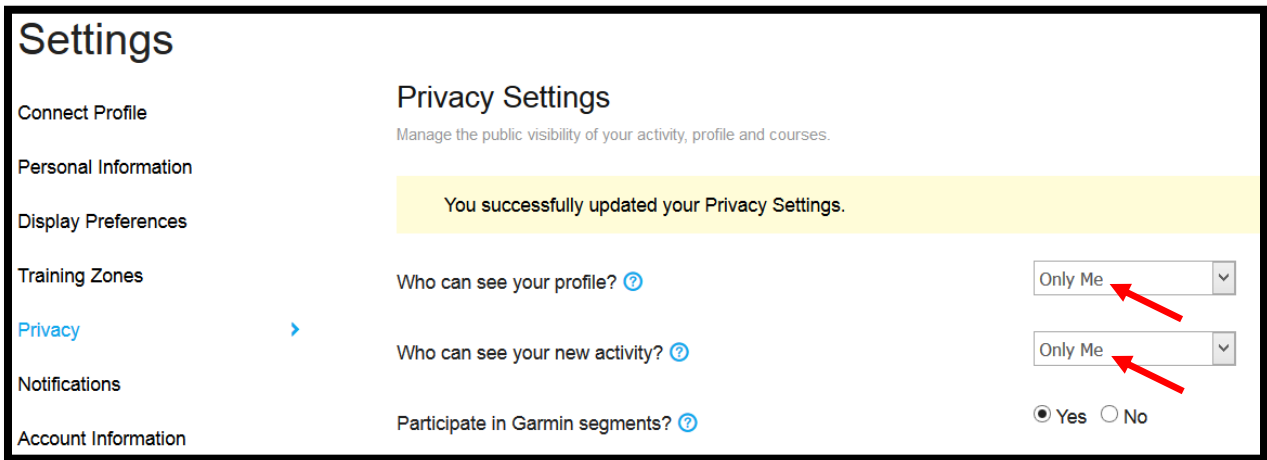 Settings
Connect Profile
Personal Information
Display Preferences
Training Zones
Privacy
Notifications
Account Information
Privacy Settings
Manage the public visibility of your activity, profile and courses.
You successfully updated your Privacy Settings.
Who can see your profile? ? Only Me
Who can see your new activity? ? Only Me
Participate in Garmin segments? ? Yes No